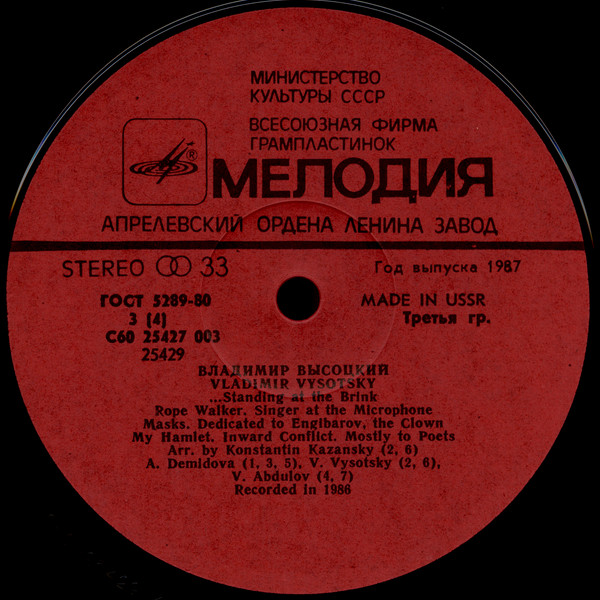 МИНИСТЕРСТВО
КУЛЬТУРЫ СССР
ВСЕСОЮЗНАЯ ФИРМА
ГРАМПЛАСТИНОК
®
МЕЛОДИЯ
АПРЕЛЕВСКИЙ ОРДЕНА ЛЕНИНА ЗАВОД
STEREO 33
Год выпуска 1987
ГОСТ 5289-80
MADE IN USSR
3 (4)
Третья гр.
С60 25427 003
25429
ВЛАДИМИР ВЫСОЦКИЙ
VLADIMIR VYSOTSKY
...Standing at the Brink
Rope Walker. Singer at the Microphone
Masks. Dedicated to Engibarov, the Clown
My Hamlet. Inward Conflict. Mostly to Poets
Arr. by Konstantin Kazansky (2, 6)
A. Demidova (1, 3, 5), V. Vysotsky (2, 6),
V. Abdulov (4, 7)
Recorded in 1986